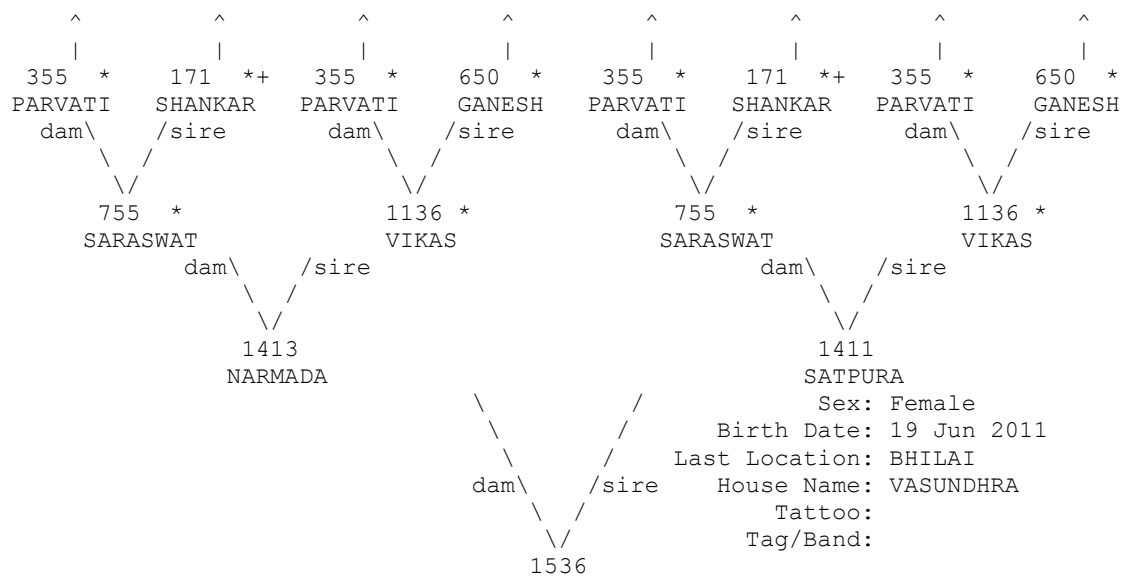 ^ ^ ^ ^ ^ ^ ^ ^
| | | | | | | |
355 * 171 *+ 355 * 650 * 355 * 171 *+ 355 * 650 *
PARVATI SHANKAR PARVATI GANESH PARVATI SHANKAR PARVATI GANESH
dam\ /sire dam\ /sire dam\ /sire dam\ /sire
\ / \ / \ / \ /
\/ \/ \/ \/
755 * 1136 * 755 * 1136 *
SARASWAT VIKAS SARASWAT VIKAS
dam\ /sire dam\ /sire
\ / \ /
\/ \/
1413 1411
NARMADA SATPURA
\ / Sex: Female
\ / Birth Date: 19 Jun 2011
\ / Last Location: BHILAI
dam\ /sire House Name: VASUNDHRA
\ / Tattoo:
\/ Tag/Band:
1536